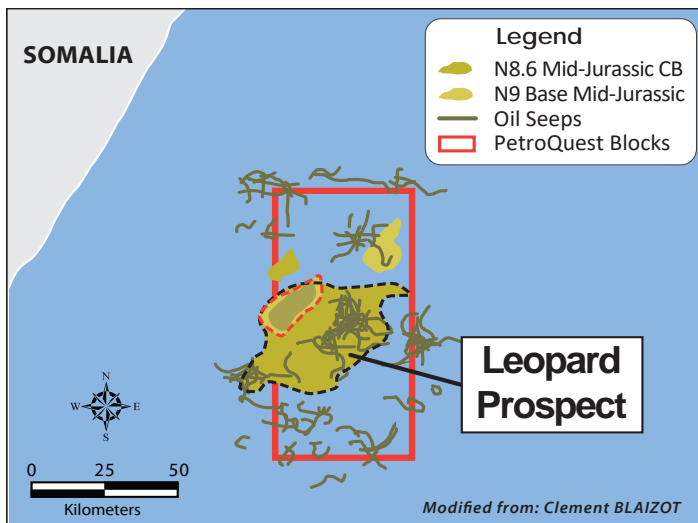 SOMALIA
Legend
N8.6 Mid-Jurassic CB
N9 Base Mid-Jurassic
Oil Seeps
PetroQuest Blocks
Leopard
Prospect
N
W E
S
0 25 50
Kilometers
Modified from: Clement BLAIZOT